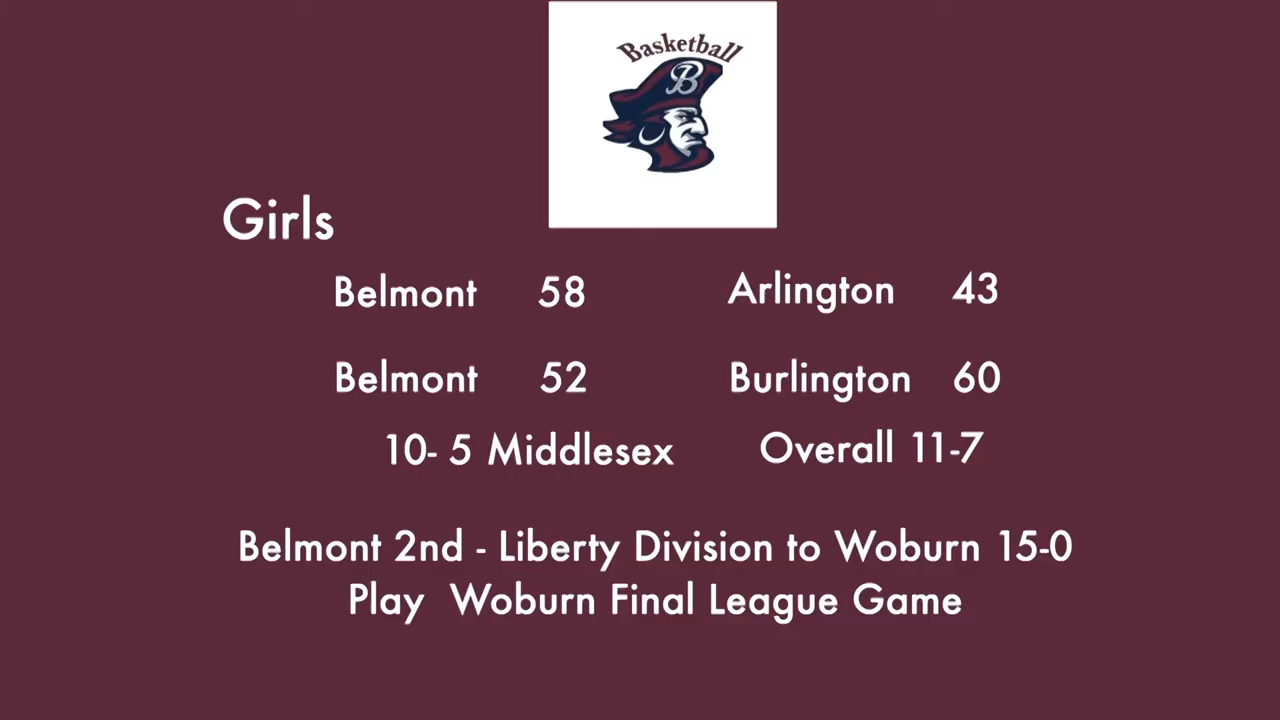 Basketball
B
Girls
Belmont 58 Arlington 43
Belmont 52 Burlington 60
10- 5 Middlesex Overall 11-7
Belmont 2nd - Liberty Division to Woburn 15-0
Play Woburn Final League Game